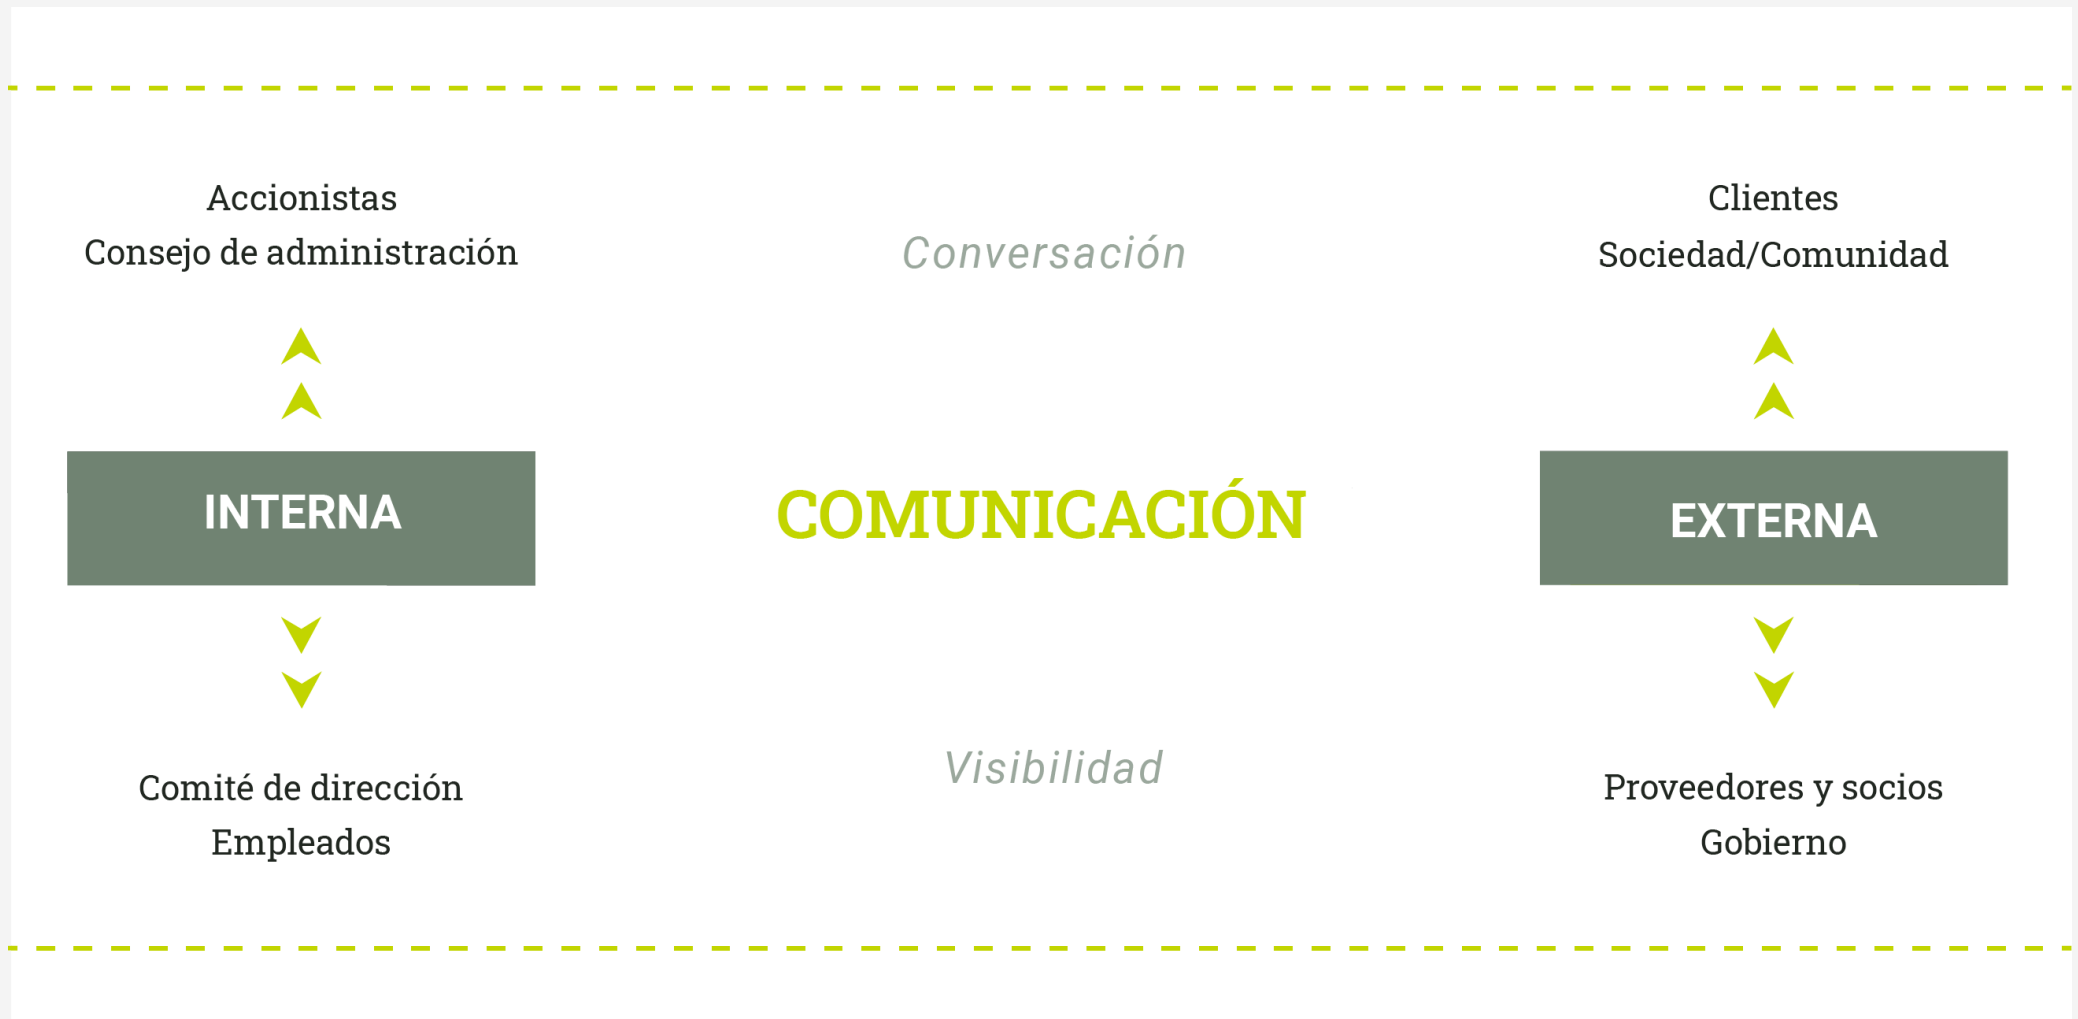 Accionistas
Consejo de administración
INTERNA
Comité de dirección
Empleados
Conversación
COMUNICACIÓN
Visibilidad
Clientes
Sociedad/Comunidad
EXTERNA
Proveedores y socios
Gobierno